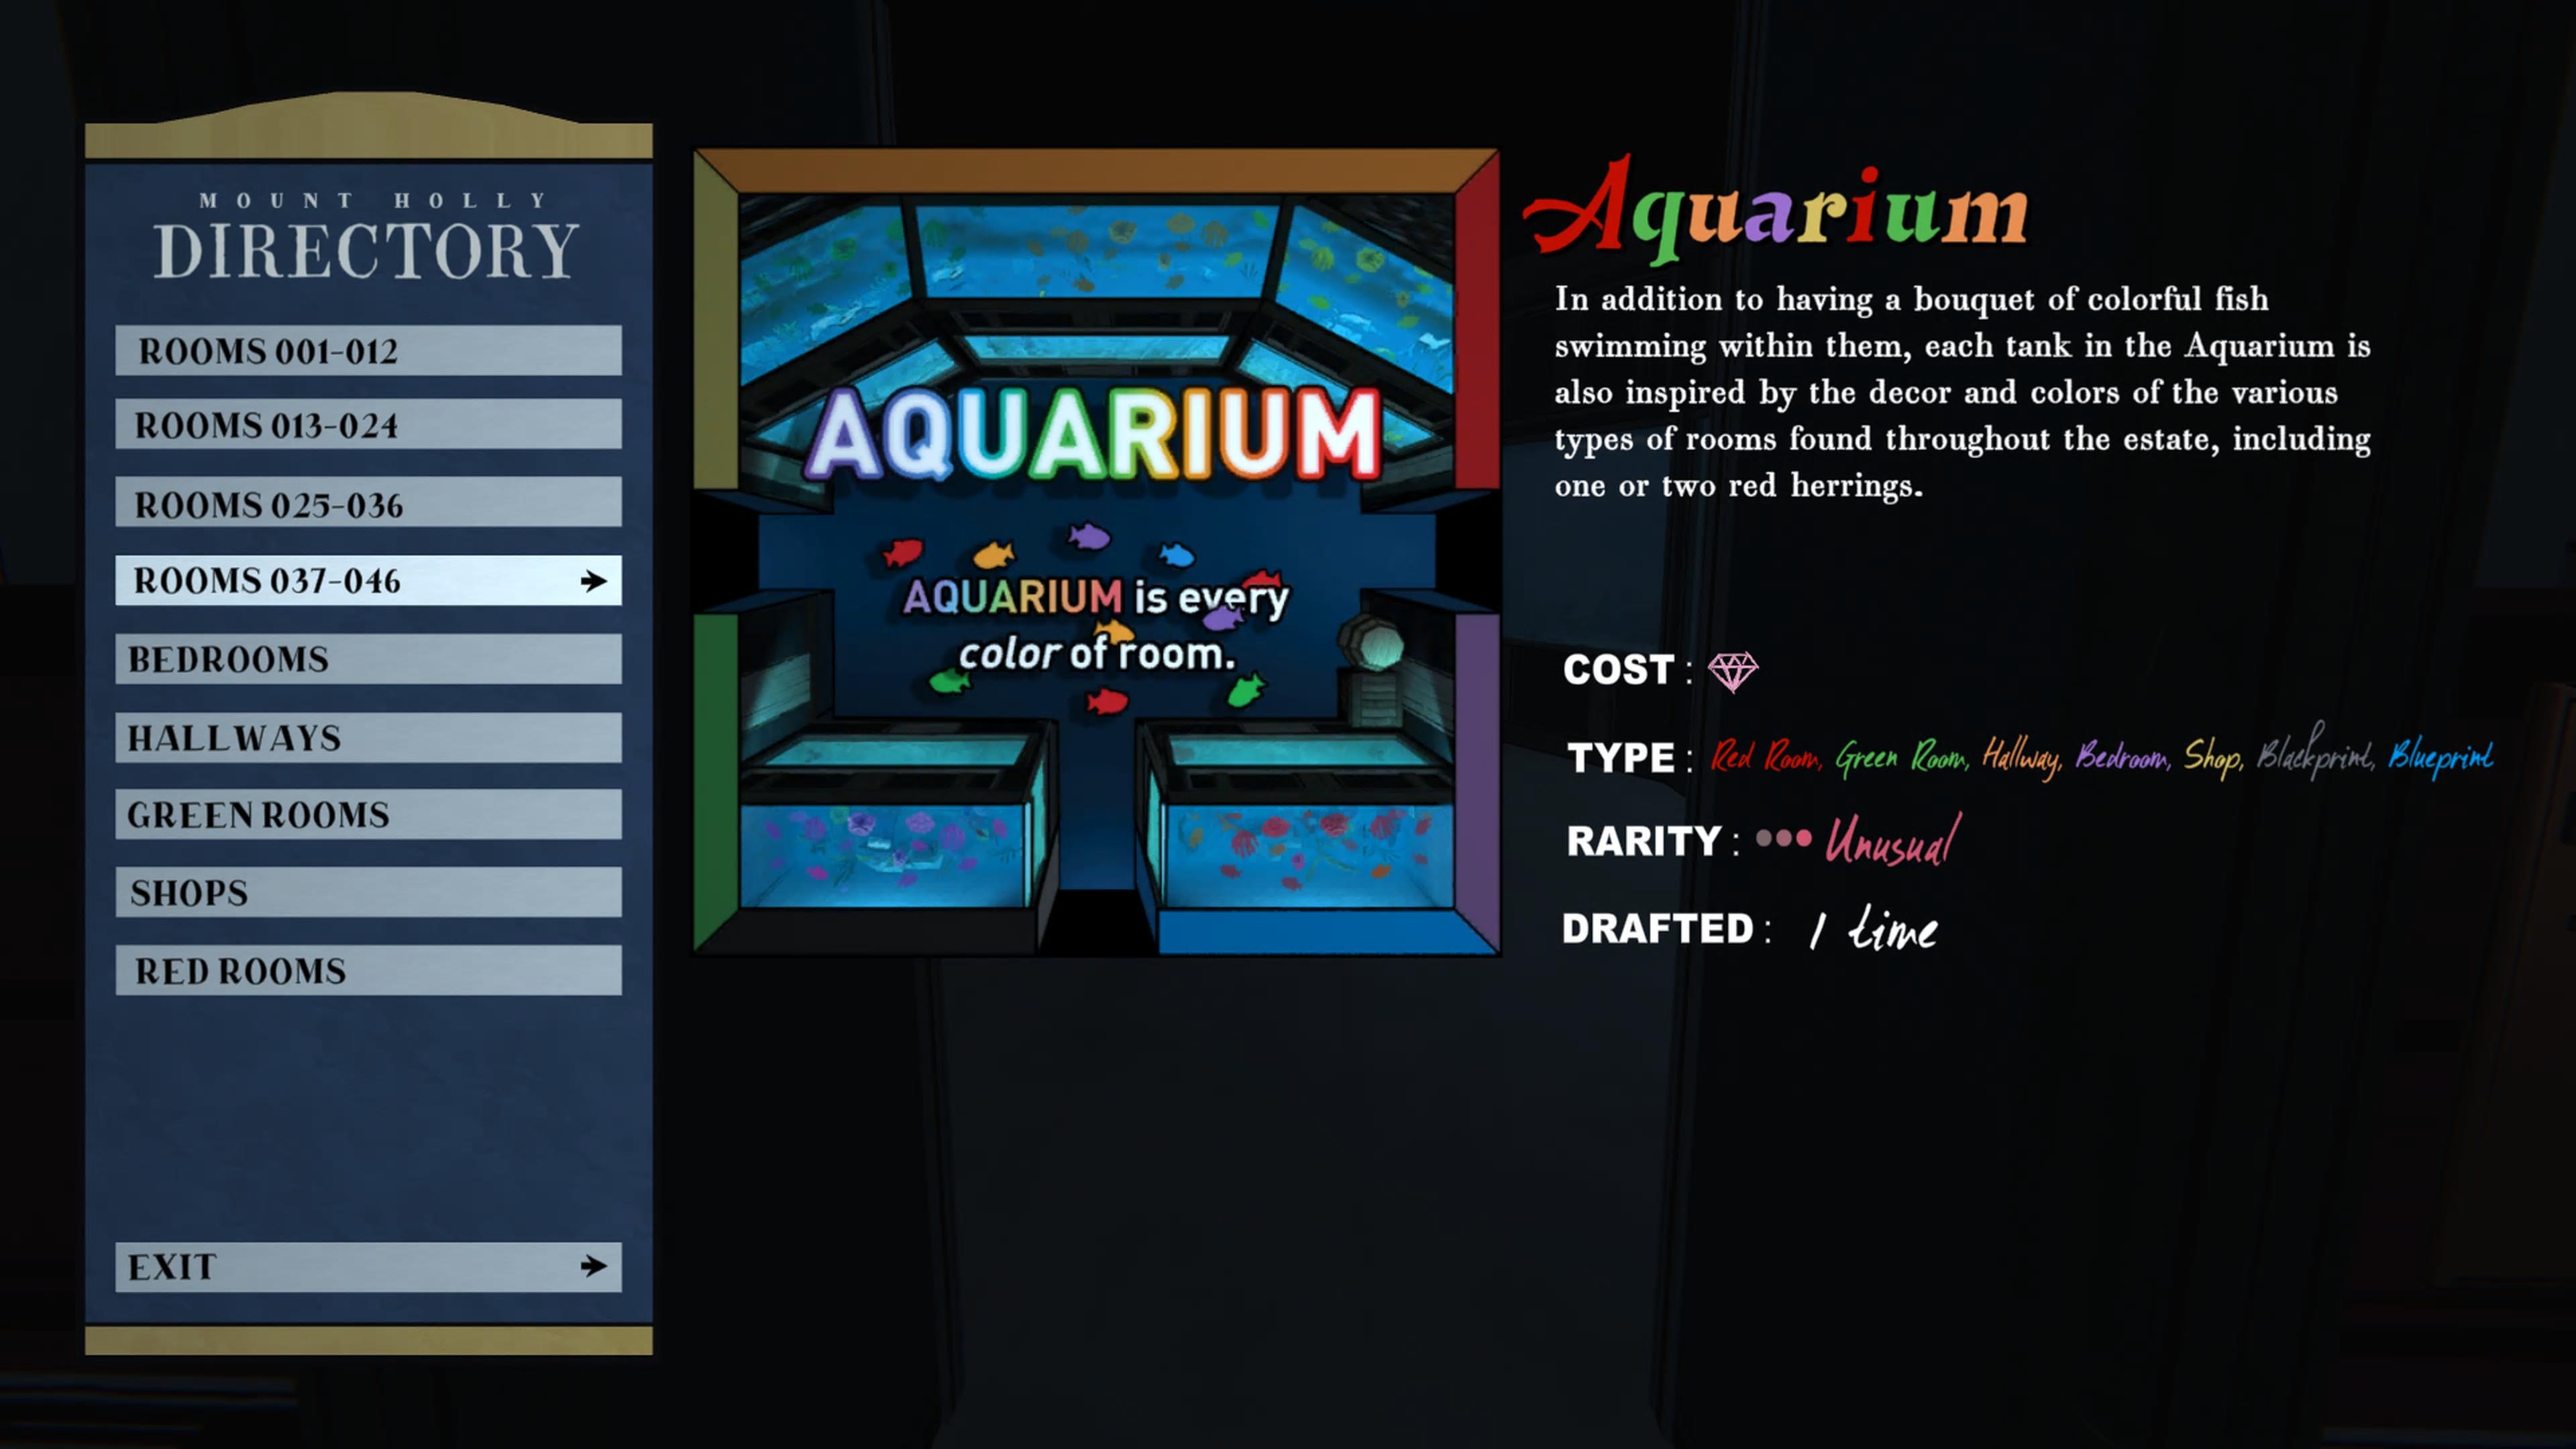 MOUNT HOLLY
DIRECTORY
ROOMS 001-012
ROOMS 013-024
ROOMS 025-036
ROOMS 037-046
BEDROOMS
HALLWAYS
GREEN ROOMS
SHOPS
RED ROOMS
EXIT
AQUARIUM
AQUARIUM is every
color of room.
Aquarium
In addition to having a bouquet of colorful fish
swimming within them, each tank in the Aquarium is
also inspired by the decor and colors of the various
types of rooms found throughout the estate, including
one or two red herrings.
COST :
TYPE : Red Room, Green Room, Hallway, Bedroom, Shop, Blackprint, Blueprint
RARITY : Unusual
DRAFTED : 1 time